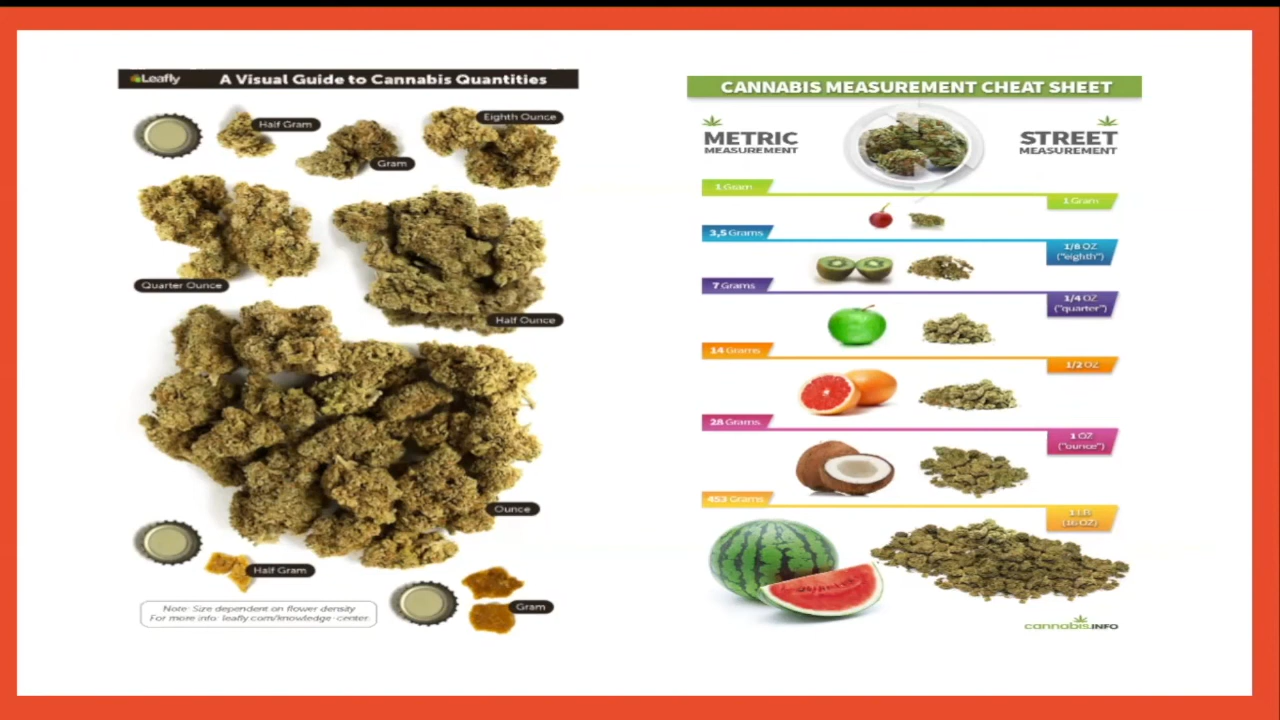 Leafly
A Visual Guide to Cannabis Quantities
Half Gram
Gram
Eighth Ounce
Quarter Ounce
Half Ounce
Ounce
Half Gram
Gram
Note: Size dependent on flower density
For more info: leafly.com/knowledge-center
CANNABIS MEASUREMENT CHEAT SHEET
METRIC
MEASUREMENT
STREET
MEASUREMENT
1 Gram
1 Gram
3,5 Grams
1/8 OZ
("eighth")
7 Grams
1/4 OZ
("quarter")
14 Grams
1/2 OZ
28 Grams
1 OZ
("ounce")
453 Grams
1 LB
(16 OZ)
cannabis.INFO